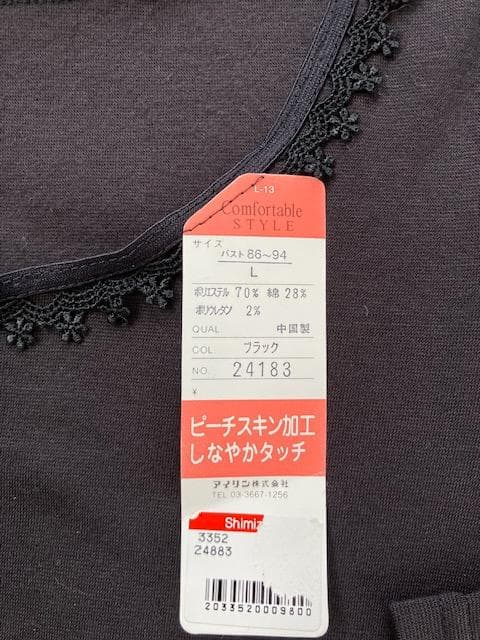 L-13
Comfortable
STYLE
サイズ
バスト 86～94
L
ポリエステル 70% 綿 28%
ポリウレタン 2%
QUAL 中国製
COL. ブラック
NO. 24183
¥
ピーチスキン加工
しなやかタッチ
アイリン株式会社
TEL 03-3667-1256
Shimiz
3352
24883
2033520009800